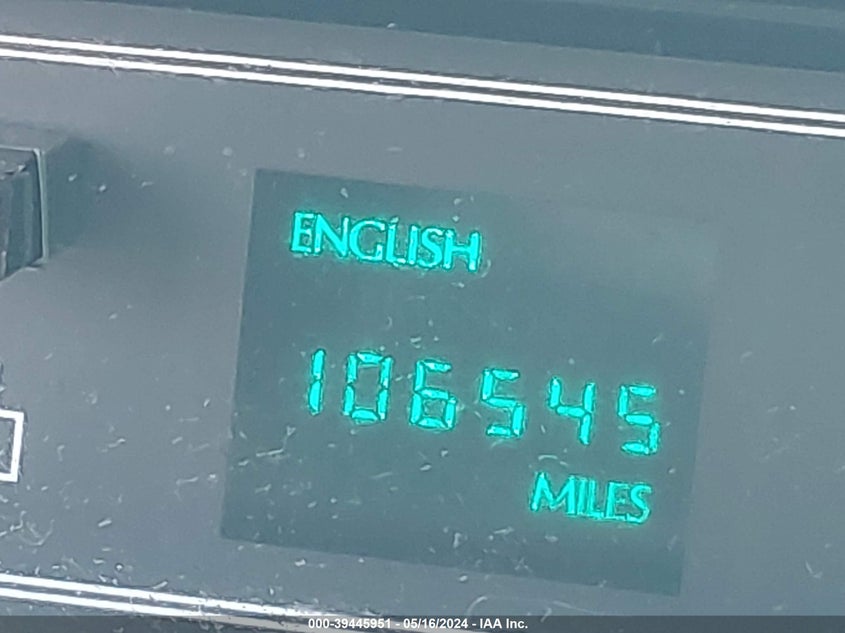 ENGLISH
106545
MILES
000-39445951 - 05/16/2024 - IAA Inc.